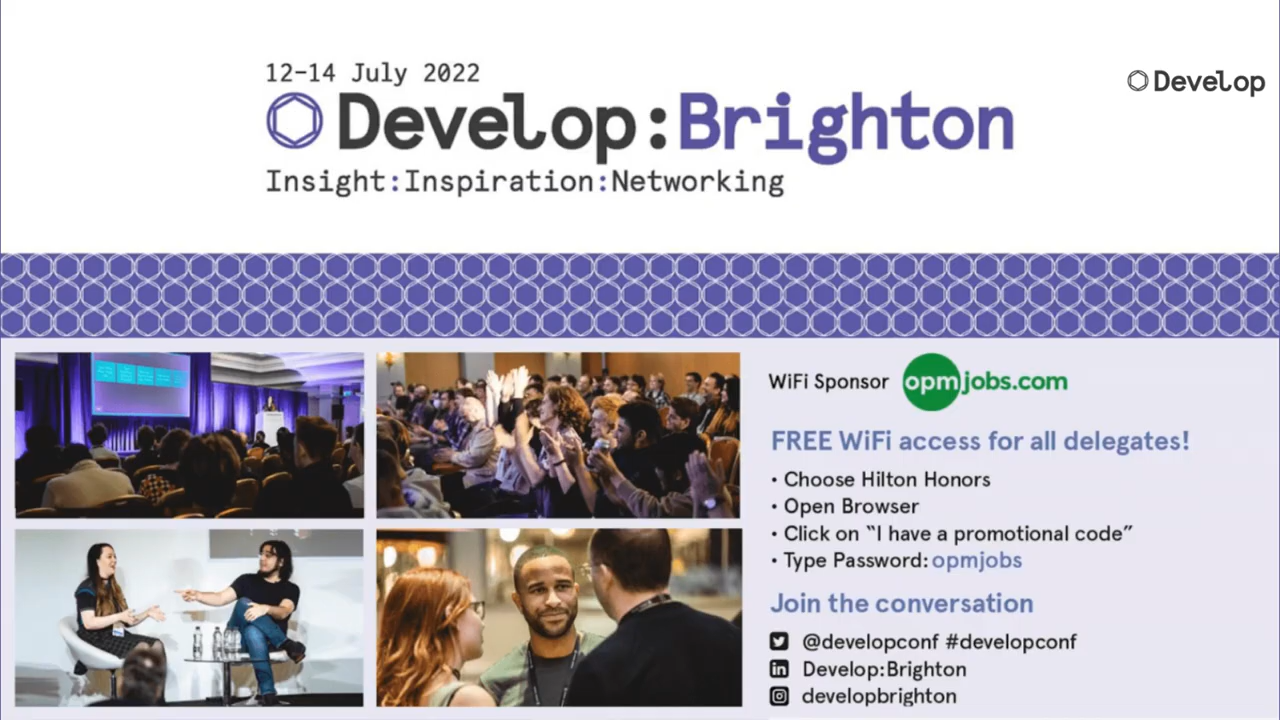 12-14 July 2022
Develop:Brighton
Insight:Inspiration:Networking
Develop
WiFi Sponsor opmjobs.com
FREE WiFi access for all delegates!
• Choose Hilton Honors
• Open Browser
• Click on “I have a promotional code”
• Type Password: opmjobs
Join the conversation
@developconf #developconf
Develop:Brighton
developbrighton